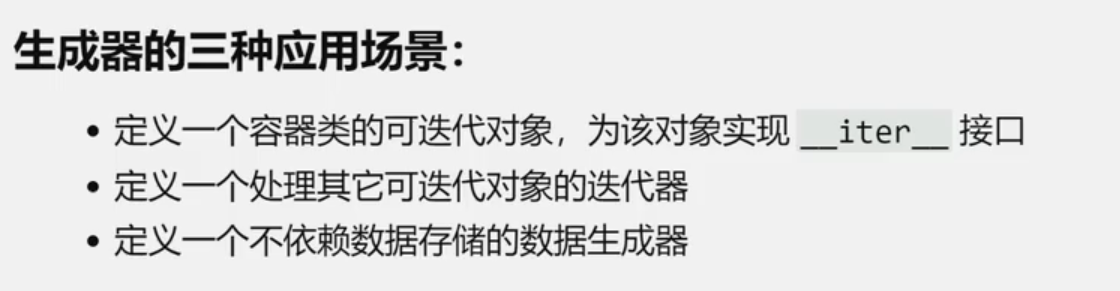 生成器的三种应用场景：
• 定义一个容器类的可迭代对象，为该对象实现 __iter__ 接口
• 定义一个处理其它可迭代对象的迭代器
• 定义一个不依赖数据存储的数据生成器